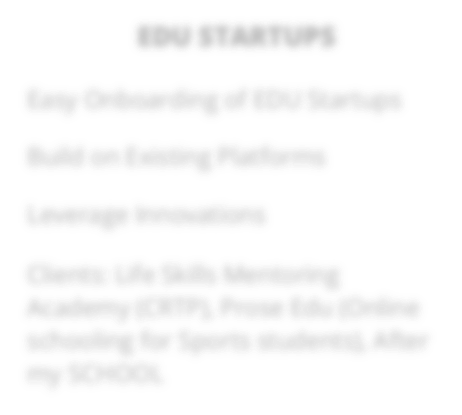 EDU STARTUPS
Easy Onboarding of EDU Startups
Build on Existing Platforms
Leverage Innovations
Clients: Life Skills Mentoring
Academy (CRTP), Prose Edu (Online
schooling for Sports students), After
my SCHOOL